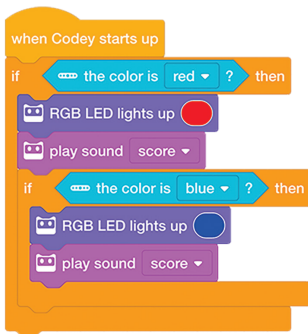 when Codey starts up
if the color is red ? then
RGB LED lights up
play sound score
if the color is blue ? then
RGB LED lights up
play sound score